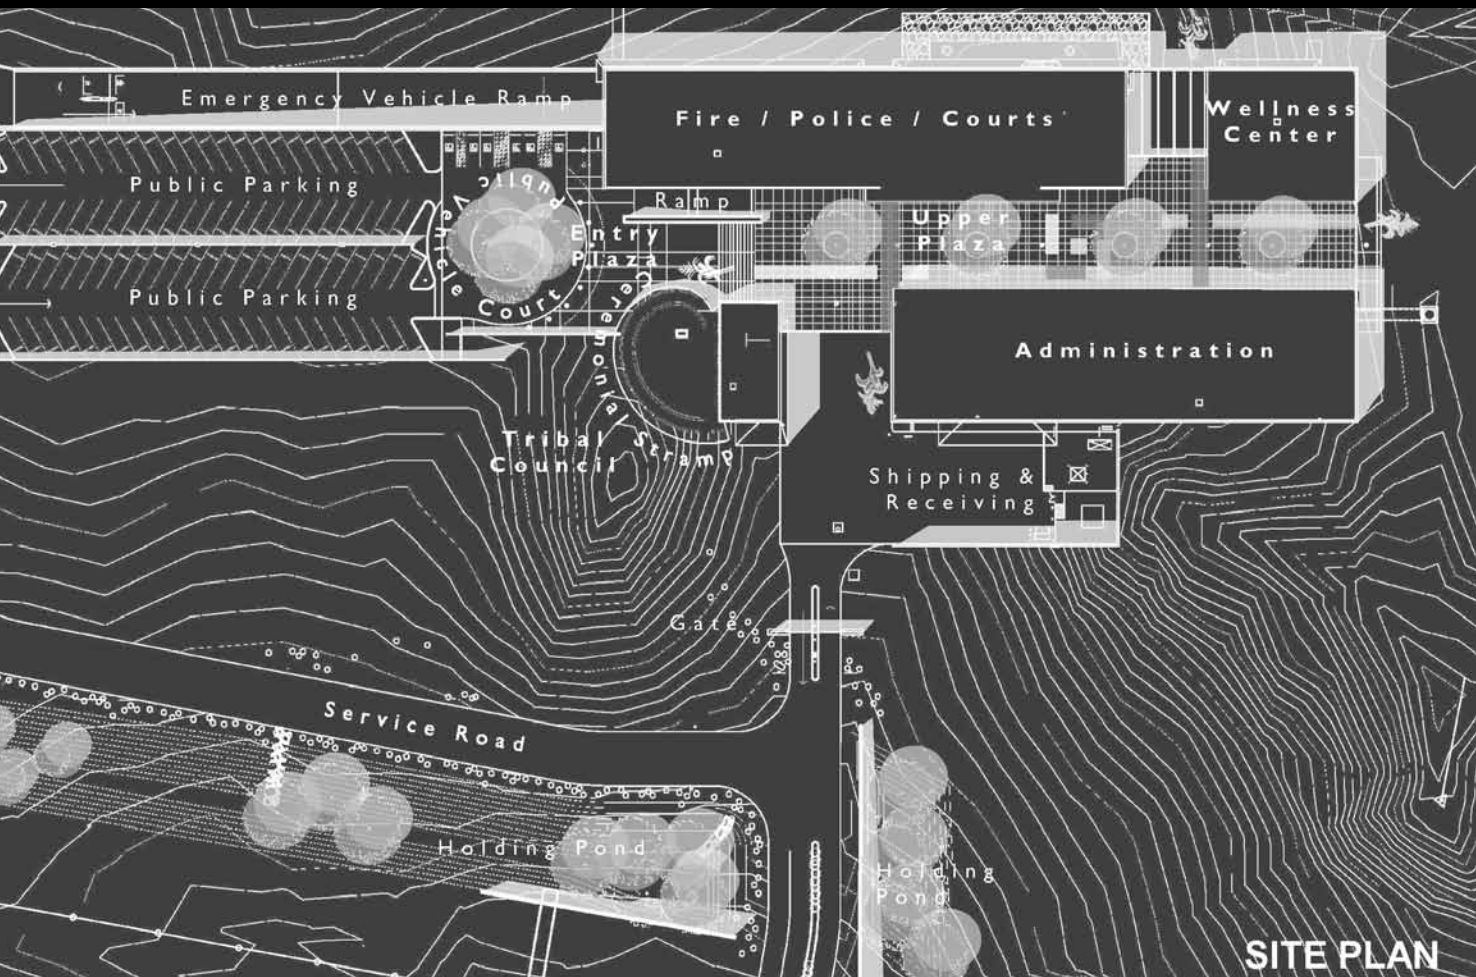 Emergency Vehicle Ramp
Fire / Police / Courts
Wellness
Center
Public Parking
Public Vehicle Court
Ramp
Entry
Plaza
Upper
Plaza
Public Parking
Ceremonial Stramp
Administration
Tribal
Council
Shipping &
Receiving
Gate
Service Road
Holding Pond
Holding
Pond
SITE PLAN